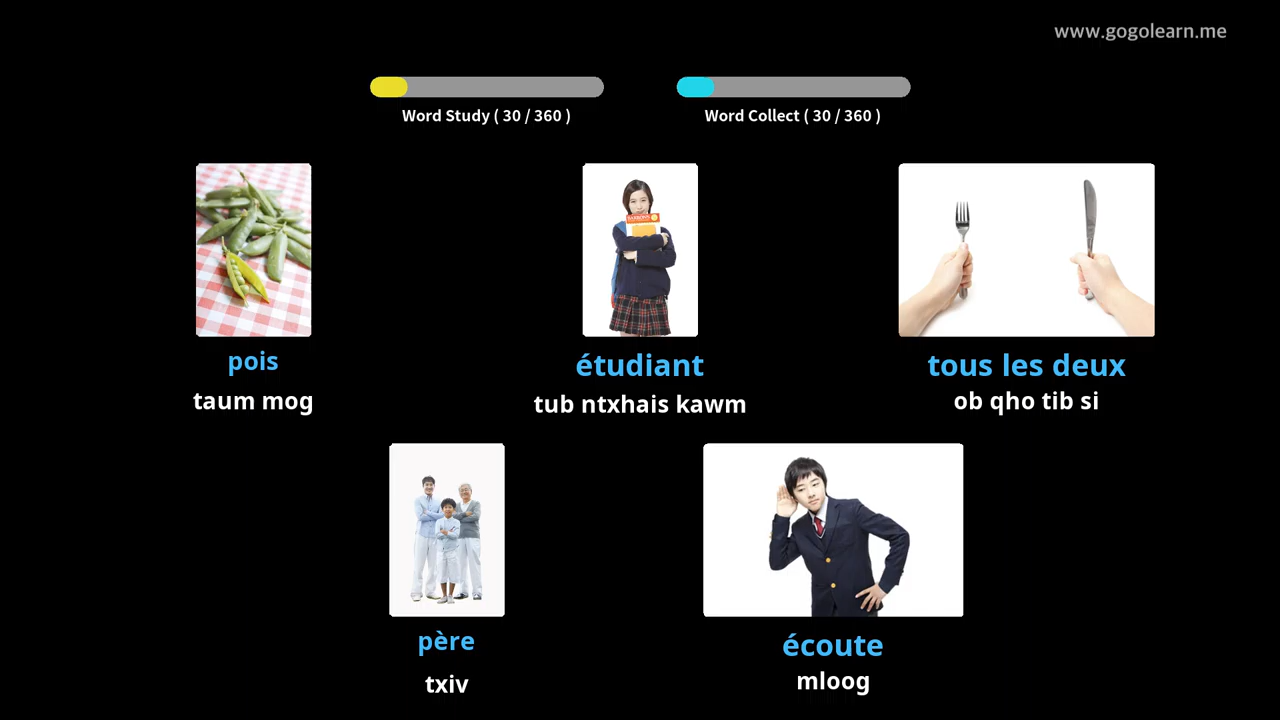 www.gogolearn.me
Word Study ( 30 / 360 )
Word Collect ( 30 / 360 )
pois
étudiant
tous les deux
taum mog
tub ntxhais kawm
ob qho tib si
père
écoute
txiv
mloog